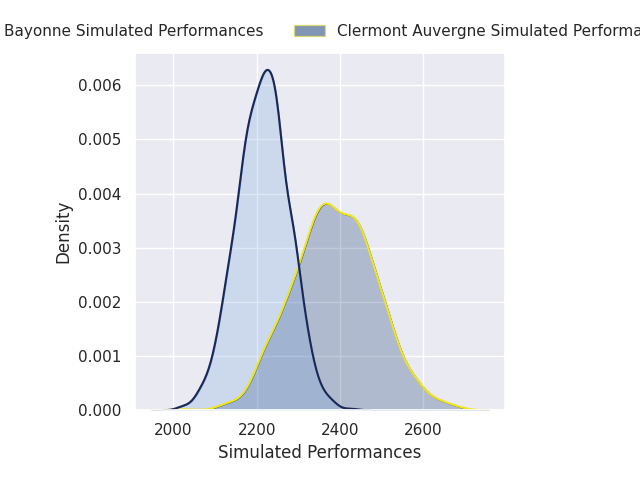 Bayonne Simulated Performances Clermont Auvergne Simulated Performa
0.006
0.005
0.004
0.003
0.002
0.001
0.000
Density
2000 2200 2400 2600
Simulated Performances